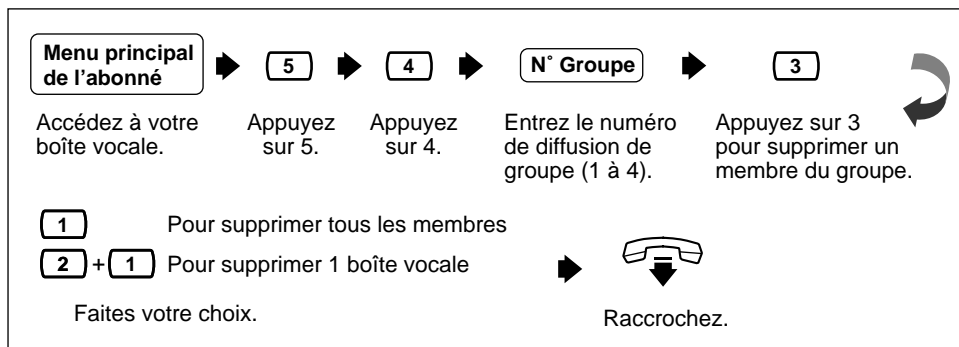 Menu principal
de l'abonné
5
4
N˚ Groupe
3
Accédez à votre
boîte vocale.
Appuyez
sur 5.
Appuyez
sur 4.
Entrez le numéro
de diffusion de
groupe (1 à 4).
Appuyez sur 3
pour supprimer un
membre du groupe.
1 Pour supprimer tous les membres
2 + 1 Pour supprimer 1 boîte vocale
Faites votre choix.
Raccrochez.